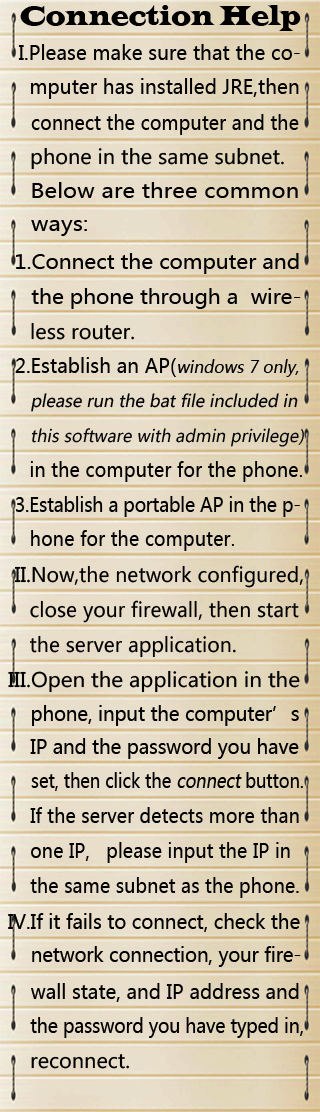 Connection Help
I.Please make sure that the co-
mputer has installed JRE,then
connect the computer and the
phone in the same subnet.
Below are three common
ways:
1.Connect the computer and
the phone through a wire-
less router.
2.Establish an AP(windows 7 only,
please run the bat file included in
this software with admin privilege)
in the computer for the phone.
3.Establish a portable AP in the p-
hone for the computer.
II.Now,the network configured,
close your firewall, then start
the server application.
III.Open the application in the
phone, input the computer’ s
IP and the password you have
set, then click the connect button.
If the server detects more than
one IP, please input the IP in
the same subnet as the phone.
IV.If it fails to connect, check the
network connection, your fire-
wall state, and IP address and
the password you have typed in,
reconnect.